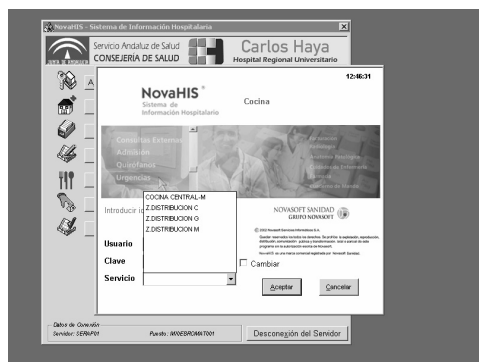 NovaHIS - Sistema de Información Hospitalaria
Servicio Andaluz de Salud
CONSEJERÍA DE SALUD
Carlos Haya
Hospital Regional Universitario
12:46:31
NovaHIS
Sistema de
Información Hospitalario
Cocina
Consultas Externas
Admisión
Quirófanos
Urgencias
COCINA CENTRAL-M
Z.DISTRIBUCION C
Z.DISTRIBUCION G
Z.DISTRIBUCION M
Introducir
NOVASOFT SANIDAD
GRUPO NOVASOFT
Usuario
Clave
Cambiar
Servicio
Aceptar
Cancelar
Datos de Conexión
Servidor: SERAP01
Puesto:
Desconexión del Servidor